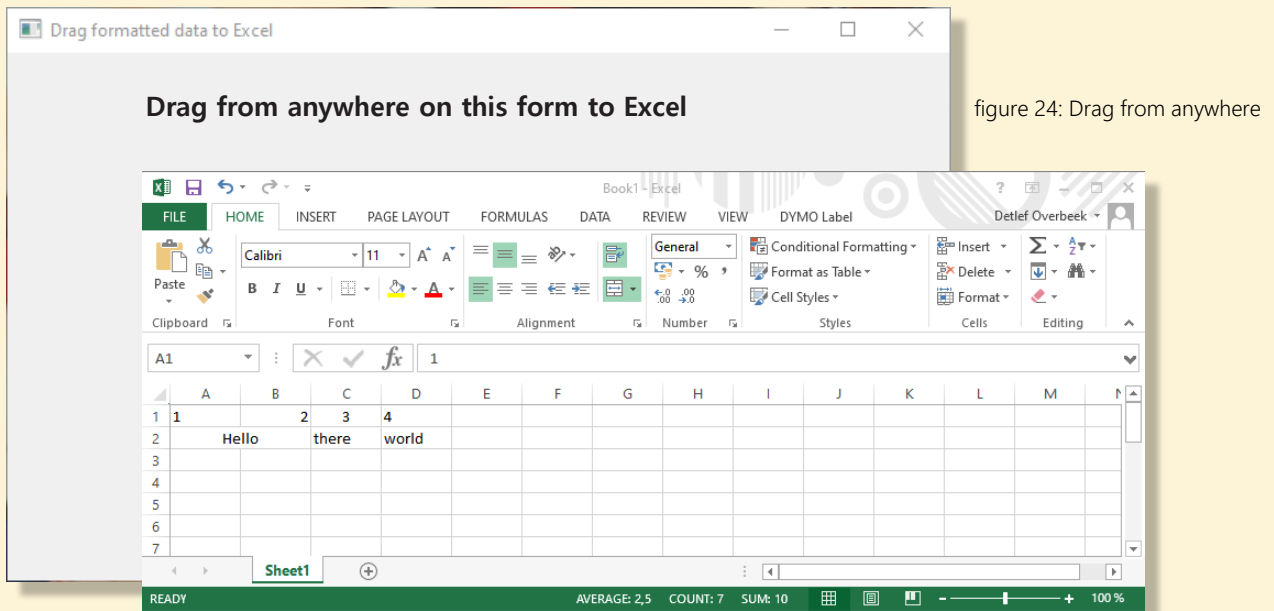 Drag formatted data to Excel
Drag from anywhere on this form to Excel
figure 24: Drag from anywhere
Book1 - Excel
FILE HOME INSERT PAGE LAYOUT FORMULAS DATA REVIEW VIEW DYMO Label Detlef Overbeek
Calibri 11 General Conditional Formatting Insert
Paste B I U % Format as Table Delete
Cell Styles Format
Clipboard Font Alignment Number Styles Cells Editing
A1 fx 1
A B C D E F G H I J K L M N
1 1 2 3 4
2 Hello there world
3
4
5
6
7
Sheet1
READY AVERAGE: 2,5 COUNT: 7 SUM: 10 100 %